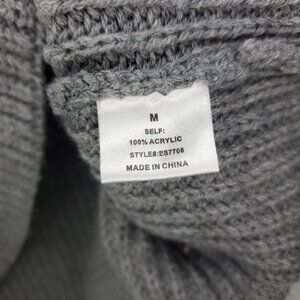 M
SELF:
100% ACRYLIC
STYLE#:ES7708
MADE IN CHINA